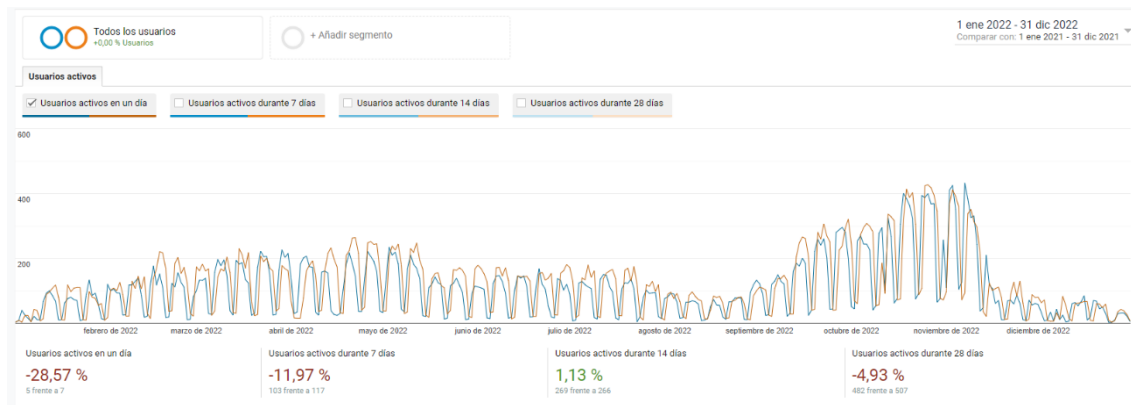 Todos los usuarios
+0,00 % Usuarios
+ Añadir segmento
1 ene 2022 - 31 dic 2022
Comparar con: 1 ene 2021 - 31 dic 2021
Usuarios activos
Usuarios activos en un día
Usuarios activos durante 7 días
Usuarios activos durante 14 días
Usuarios activos durante 28 días
600
400
200
febrero de 2022
marzo de 2022
abril de 2022
mayo de 2022
junio de 2022
julio de 2022
agosto de 2022
septiembre de 2022
octubre de 2022
noviembre de 2022
diciembre de 2022
Usuarios activos en un día
-28,57 %
5 frente a 7
Usuarios activos durante 7 días
-11,97 %
103 frente a 117
Usuarios activos durante 14 días
1,13 %
269 frente a 266
Usuarios activos durante 28 días
-4,93 %
482 frente a 507